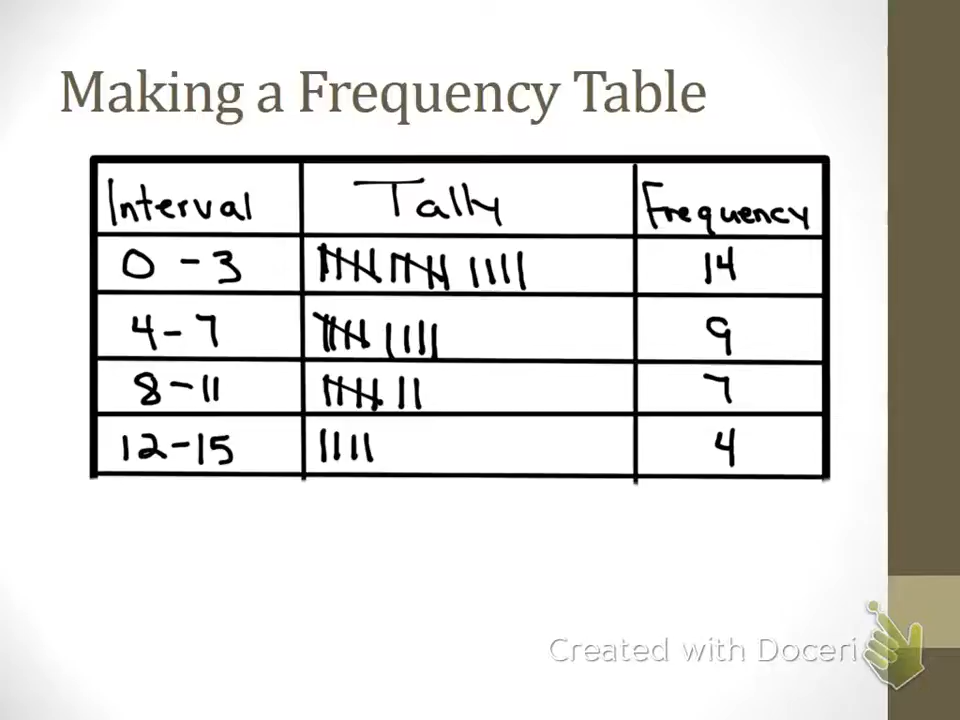 Making a Frequency Table
Interval Tally Frequency
0 - 3 14
4 - 7 9
8 - 11 7
12 - 15 4
Created with Doceri